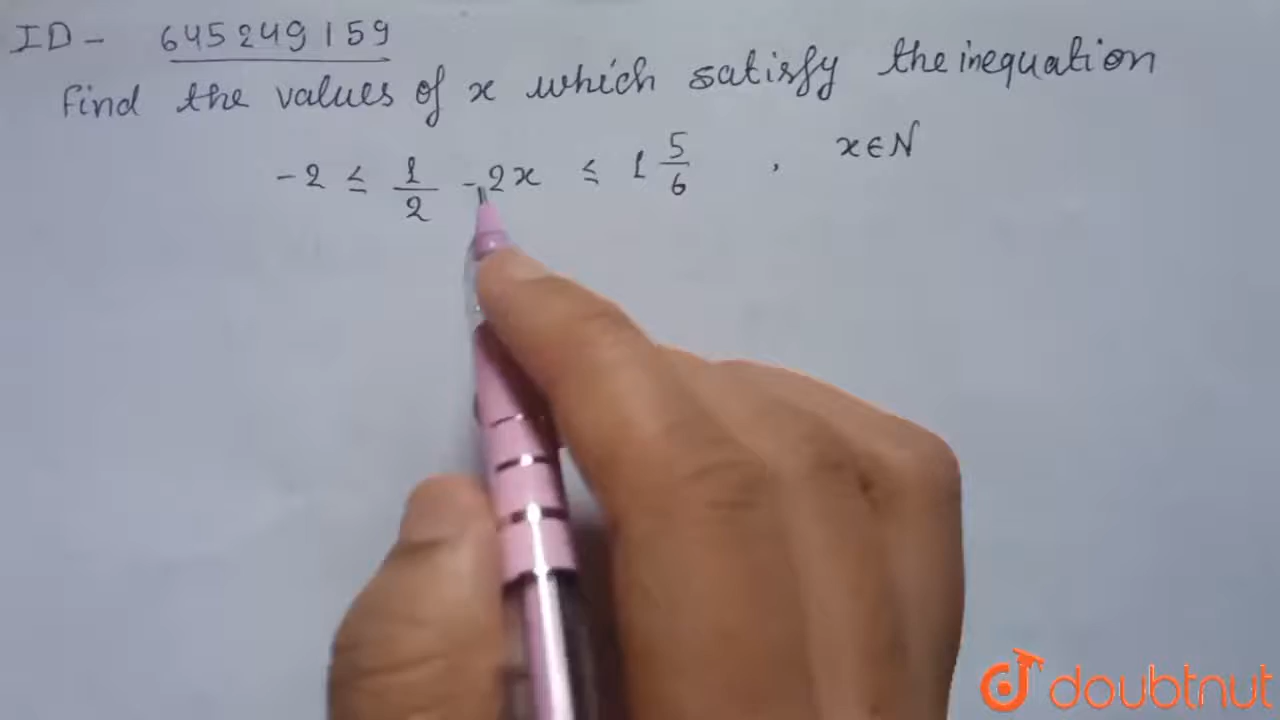 ID- 645249159
Find the values of x which satisfy the inequation
-2 ≤ 1/2 -2x ≤ 1 5/6 , x∈N
doubtnut